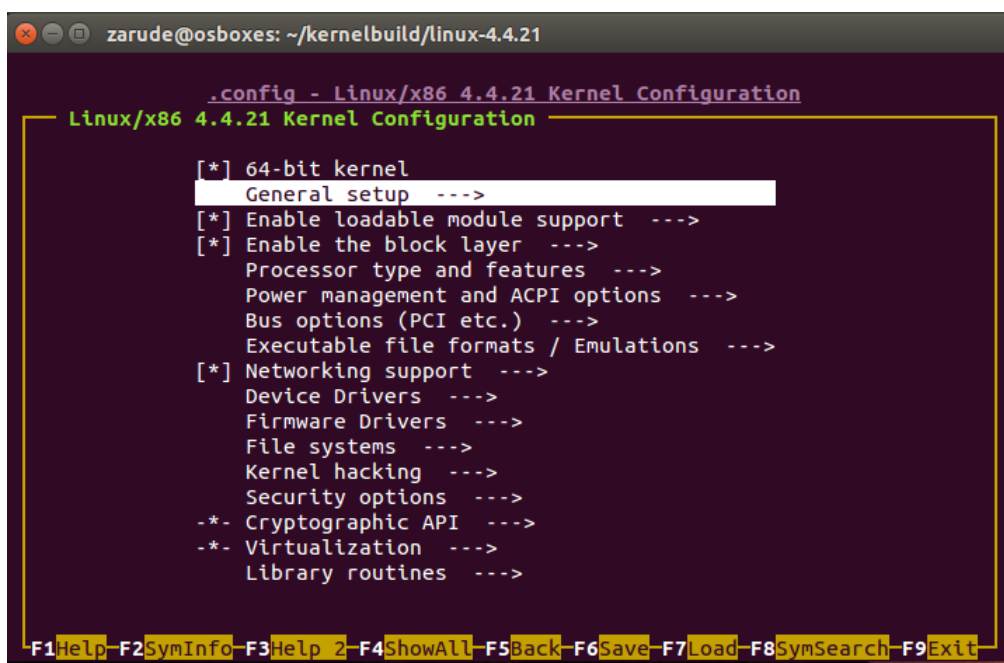 zarude@osboxes: ~/kernelbuild/linux-4.4.21
.config - Linux/x86 4.4.21 Kernel Configuration
Linux/x86 4.4.21 Kernel Configuration
[*] 64-bit kernel
General setup --->
[*] Enable loadable module support --->
[*] Enable the block layer --->
Processor type and features --->
Power management and ACPI options --->
Bus options (PCI etc.) --->
Executable file formats / Emulations --->
[*] Networking support --->
Device Drivers --->
Firmware Drivers --->
File systems --->
Kernel hacking --->
Security options --->
-*- Cryptographic API --->
-*- Virtualization --->
Library routines --->
F1Help-F2SymInfo-F3Help 2-F4ShowAll-F5Back-F6Save-F7Load-F8SymSearch-F9Exit